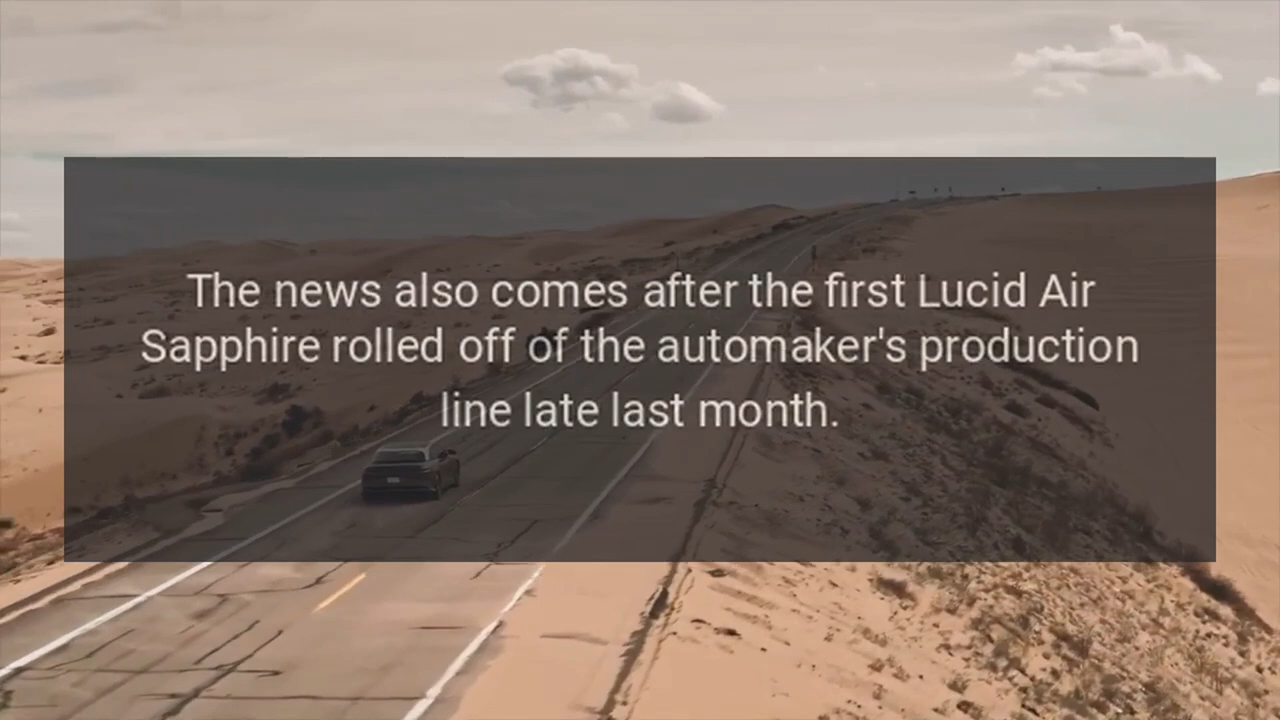 The news also comes after the first Lucid Air
Sapphire rolled off of the automaker's production
line late last month.